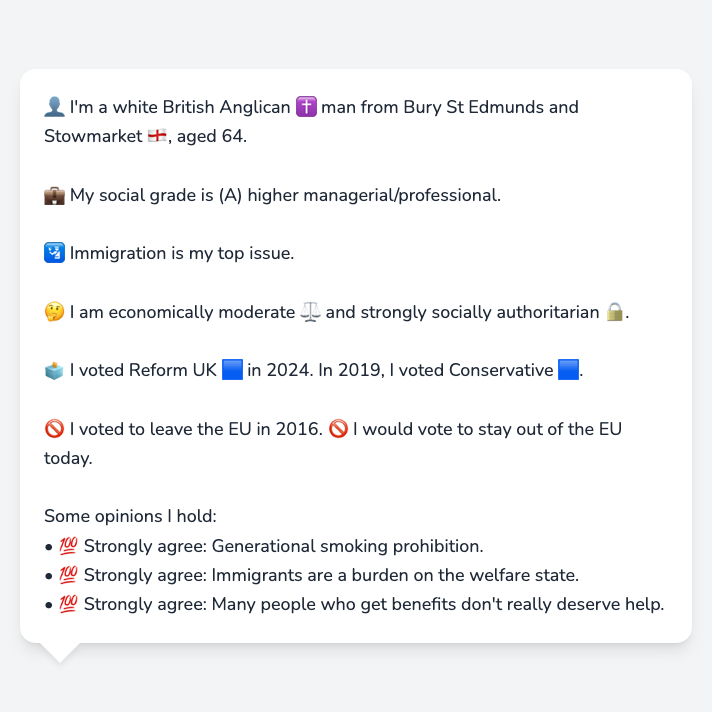 👤 I'm a white British Anglican ✝️ man from Bury St Edmunds and
Stowmarket 🏴󠁧󠁢󠁥󠁮󠁧󠁿, aged 64.
💼 My social grade is (A) higher managerial/professional.
🛂 Immigration is my top issue.
🤔 I am economically moderate ⚖️ and strongly socially authoritarian 🔒.
🗳️ I voted Reform UK 🟦 in 2024. In 2019, I voted Conservative 🟦.
🚫 I voted to leave the EU in 2016. 🚫 I would vote to stay out of the EU
today.
Some opinions I hold:
• 💯 Strongly agree: Generational smoking prohibition.
• 💯 Strongly agree: Immigrants are a burden on the welfare state.
• 💯 Strongly agree: Many people who get benefits don't really deserve help.